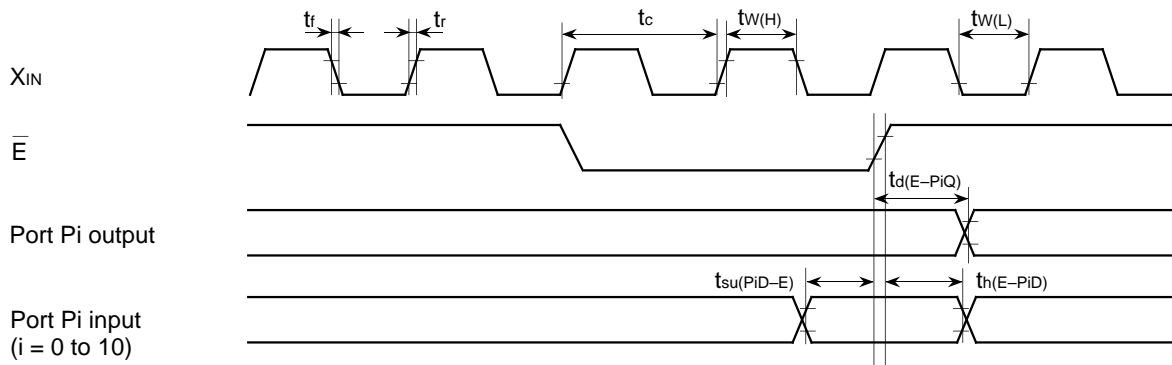 tf tr tc tW(H) tW(L)
XIN
E
td(E–PiQ)
Port Pi output
tsu(PiD–E) th(E–PiD)
Port Pi input
(i = 0 to 10)